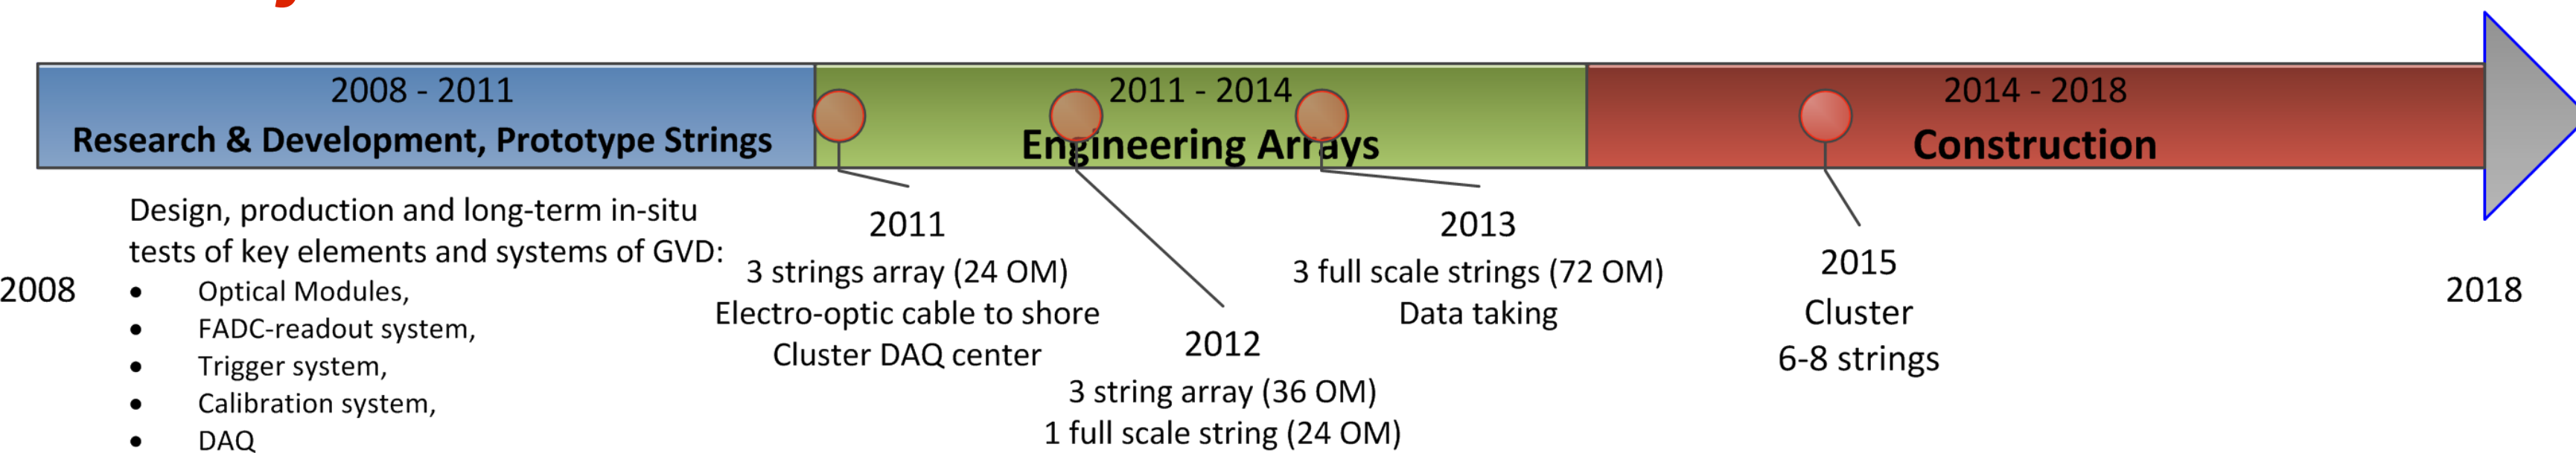 2008 - 2011
Research & Development, Prototype Strings
2011 - 2014
Engineering Arrays
2014 - 2018
Construction
2008
Design, production and long-term in-situ
tests of key elements and systems of GVD:
• Optical Modules,
• FADC-readout system,
• Trigger system,
• Calibration system,
• DAQ
2011
3 strings array (24 OM)
Electro-optic cable to shore
Cluster DAQ center
2012
3 string array (36 OM)
1 full scale string (24 OM)
2013
3 full scale strings (72 OM)
Data taking
2015
Cluster
6-8 strings
2018